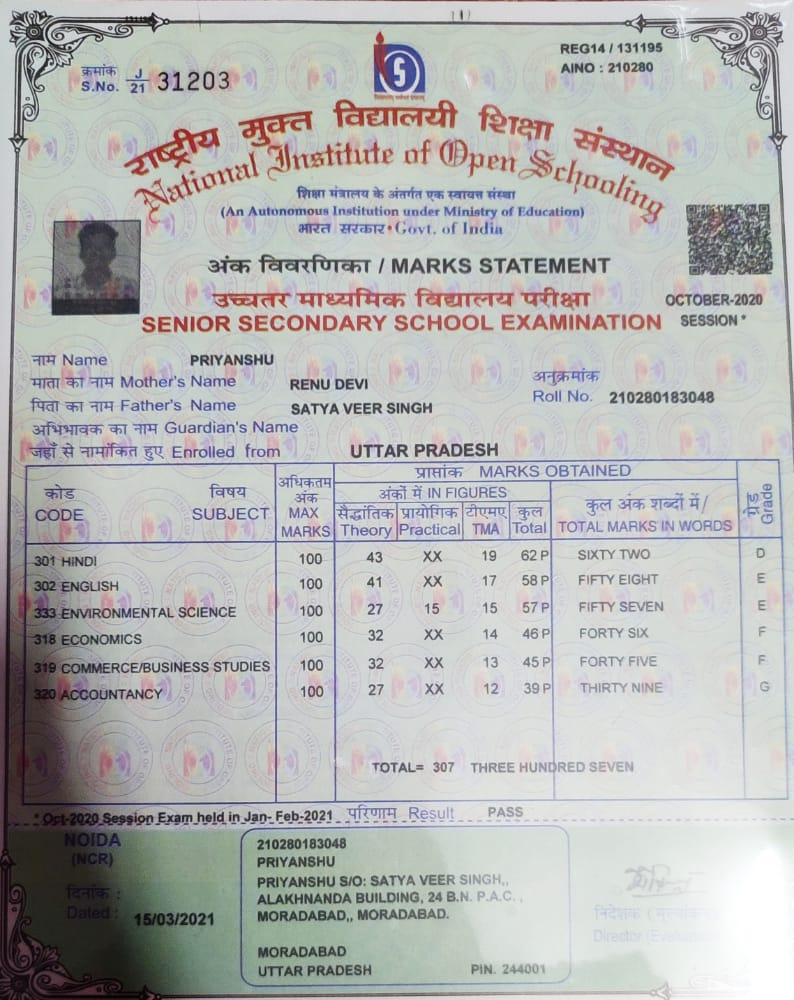 REG14 / 131195
क्रमांक
S.No. J/21 31203
AINO : 210280
राष्ट्रीय मुक्त विद्यालयी शिक्षा संस्थान
National Institute of Open Schooling
शिक्षा मंत्रालय के अंतर्गत एक स्वायत्त संस्था
(An Autonomous Institution under Ministry of Education)
भारत सरकार • Govt. of India
अंक विवरणिका / MARKS STATEMENT
उच्चतर माध्यमिक विद्यालय परीक्षा OCTOBER-2020
SENIOR SECONDARY SCHOOL EXAMINATION SESSION *
नाम Name PRIYANSHU
माता का नाम Mother's Name RENU DEVI अनुक्रमांक
Roll No. 210280183048
पिता का नाम Father's Name SATYA VEER SINGH
अभिभावक का नाम Guardian's Name
जहाँ से नामांकित हुए Enrolled from UTTAR PRADESH
कोड विषय अधिकतम अंक प्राप्तांक MARKS OBTAINED ग्रेड
CODE SUBJECT MAX MARKS अंकों में IN FIGURES कुल अंक शब्दों में/ Grade
सैद्धांतिक प्रायोगिक टीएमए कुल TOTAL MARKS IN WORDS
Theory Practical TMA Total
301 HINDI 100 43 XX 19 62 P SIXTY TWO D
302 ENGLISH 100 41 XX 17 58 P FIFTY EIGHT E
333 ENVIRONMENTAL SCIENCE 100 27 15 15 57 P FIFTY SEVEN E
318 ECONOMICS 100 32 XX 14 46 P FORTY SIX F
319 COMMERCE/BUSINESS STUDIES 100 32 XX 13 45 P FORTY FIVE F
320 ACCOUNTANCY 100 27 XX 12 39 P THIRTY NINE G
TOTAL= 307 THREE HUNDRED SEVEN
* Oct-2020 Session Exam held in Jan- Feb-2021 परिणाम Result PASS
NOIDA
(NCR)
दिनांक :
Dated : 15/03/2021
210280183048
PRIYANSHU
PRIYANSHU S/O: SATYA VEER SINGH,,
ALAKHNANDA BUILDING, 24 B.N. P.A.C. ,
MORADABAD,, MORADABAD.
MORADABAD
UTTAR PRADESH PIN. 244001
निदेशक
Director